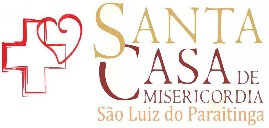 SANTA
CASA DE
MISERICORDIA
São Luiz do Paraitinga